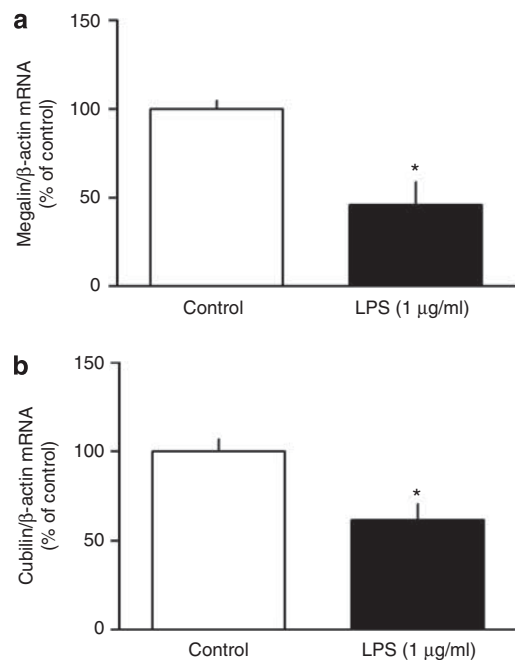 a
150
100
50
0
Megalin/β-actin mRNA
(% of control)
*
Control
LPS (1 μg/ml)
b
150
100
50
0
Cubilin/β-actin mRNA
(% of control)
*
Control
LPS (1 μg/ml)